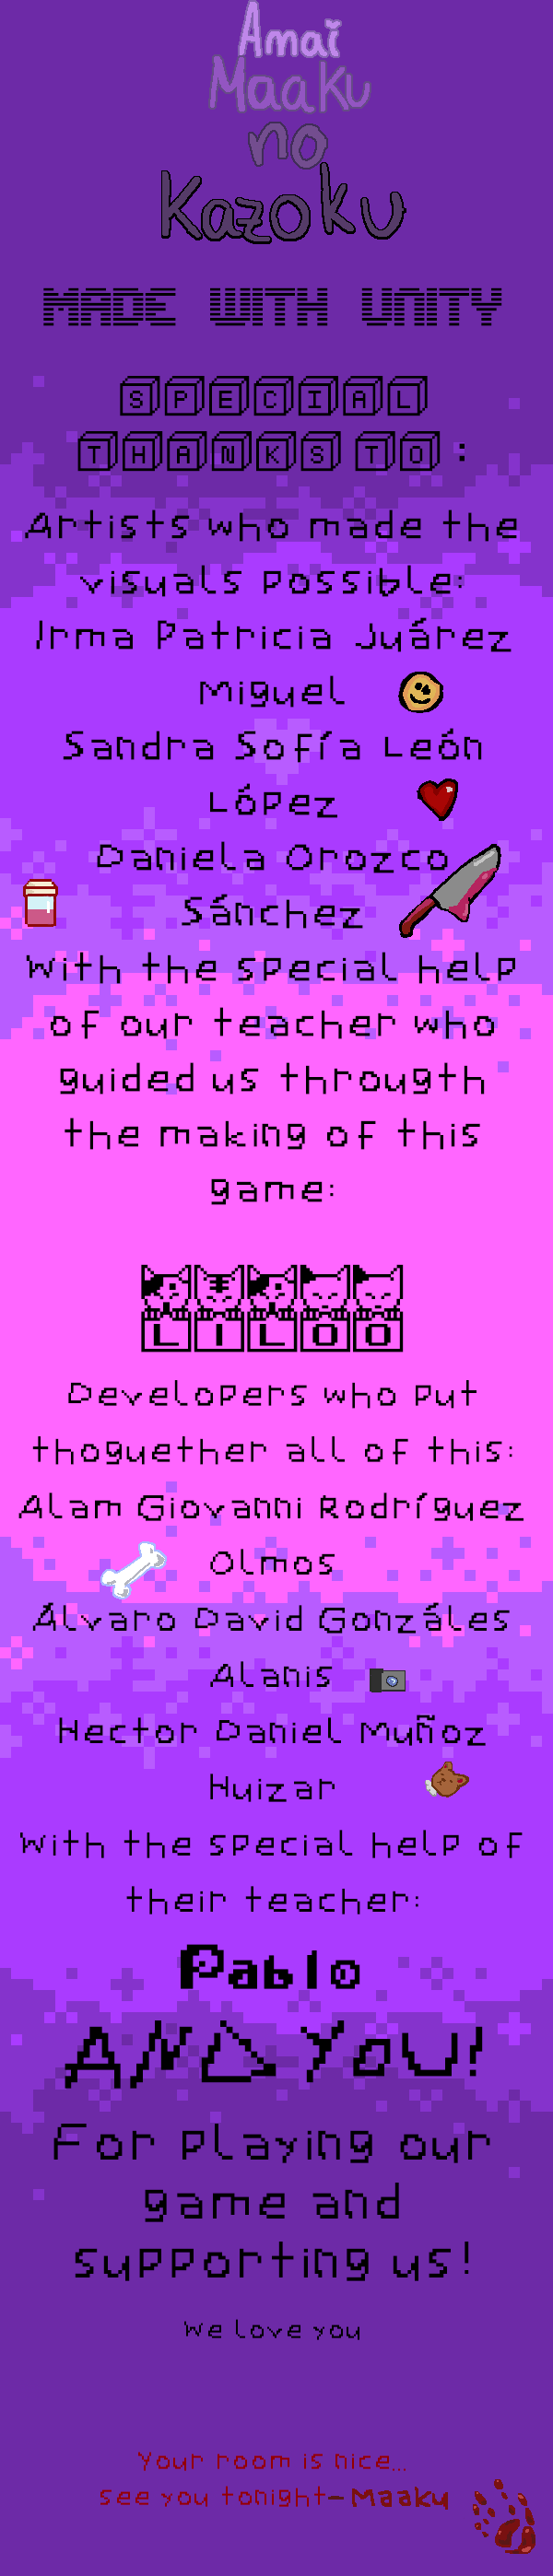 Amai
Maaku
no
Kazoku
MADE WITH UNITY
SPECIAL
THANKS TO :
Artists who made the
visuals possible:
Irma Patricia Juárez
Miguel
Sandra Sofía León
López
Daniela Orozco
Sánchez
With the special help
of our teacher who
guided us througth
the making of this
game:
LILOO
Developers who put
thoguether all of this:
Alam Giovanni Rodríguez
Olmos
Álvaro David Gonzáles
Alanis
Hector Daniel Muñoz
Huizar
With the special help of
their teacher:
Pablo
AND YOU!
For playing our
game and
supporting us!
We love you
Your room is nice...
see you tonight-Maaku